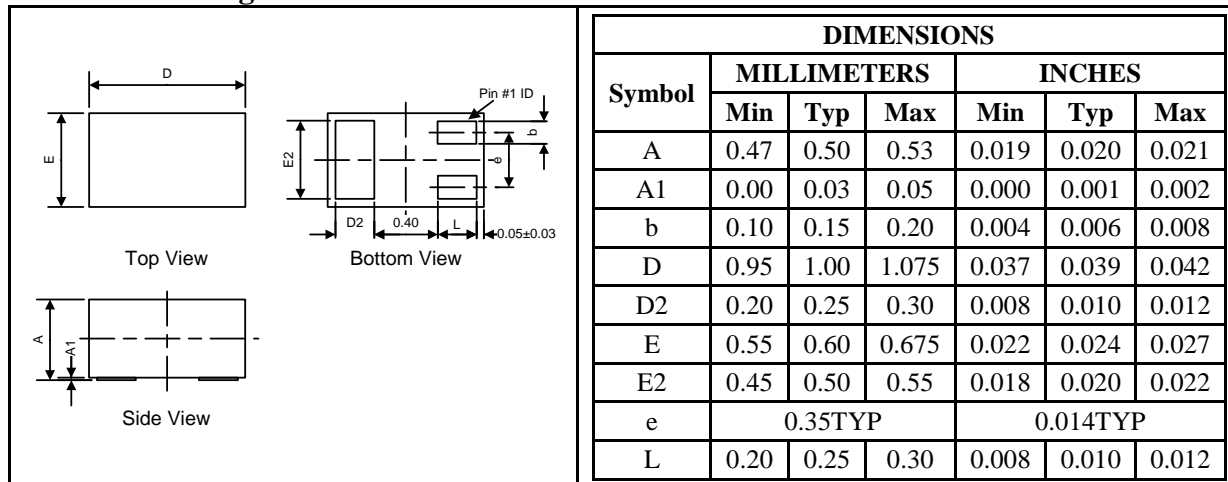 D
E
Top View
Pin #1 ID
b
e
E2
D2
0.40
L
0.05±0.03
Bottom View
A
A1
Side View
DIMENSIONS
Symbol MILLIMETERS INCHES
Min Typ Max Min Typ Max
A 0.47 0.50 0.53 0.019 0.020 0.021
A1 0.00 0.03 0.05 0.000 0.001 0.002
b 0.10 0.15 0.20 0.004 0.006 0.008
D 0.95 1.00 1.075 0.037 0.039 0.042
D2 0.20 0.25 0.30 0.008 0.010 0.012
E 0.55 0.60 0.675 0.022 0.024 0.027
E2 0.45 0.50 0.55 0.018 0.020 0.022
e 0.35TYP 0.014TYP
L 0.20 0.25 0.30 0.008 0.010 0.012